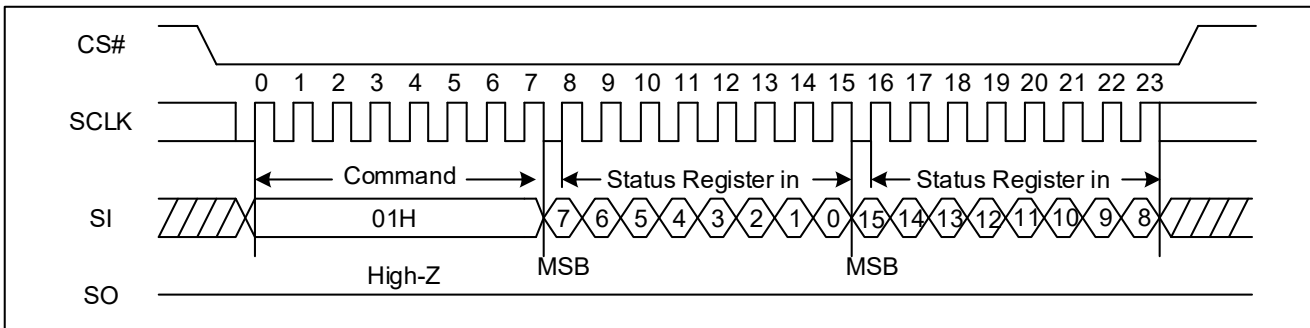 CS#
0 1 2 3 4 5 6 7 8 9 10 11 12 13 14 15 16 17 18 19 20 21 22 23
SCLK
Command Status Register in Status Register in
SI 01H 7 6 5 4 3 2 1 0 15 14 13 12 11 10 9 8
High-Z MSB MSB
SO